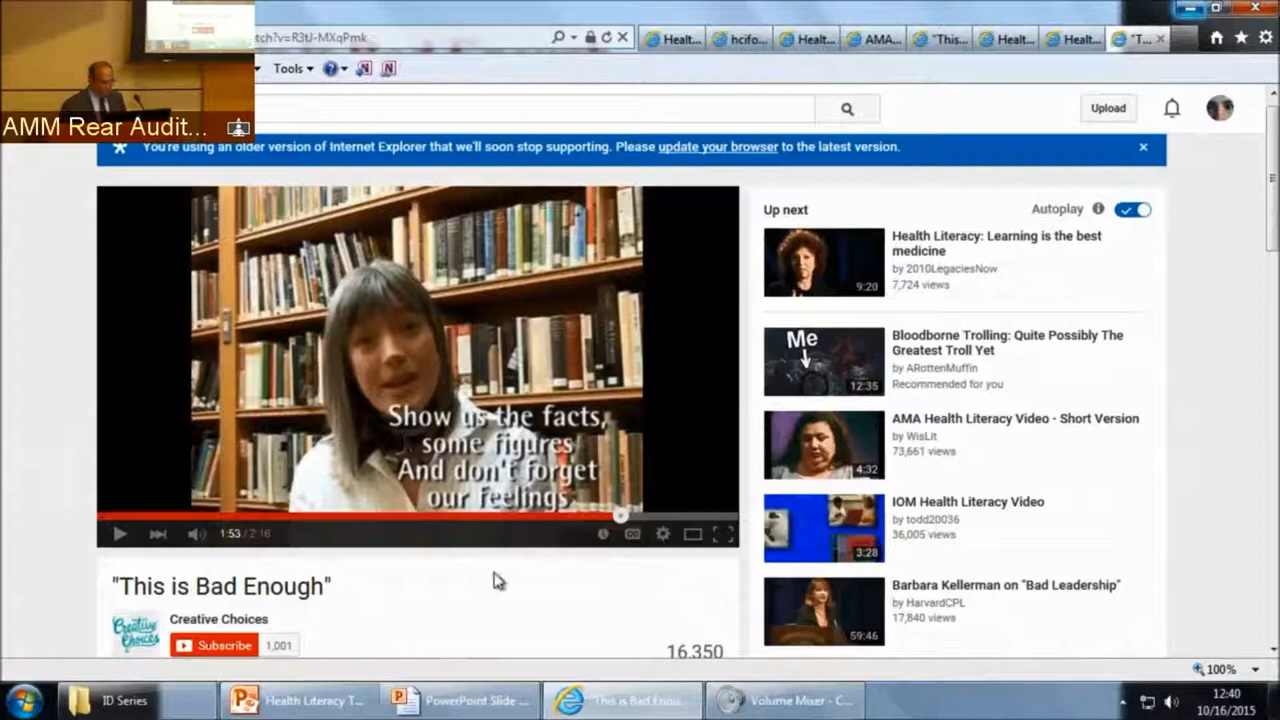 tch?v=R3tJ-MXqPmk
Healt...
hcifo...
Healt...
AMA...
"This...
Healt...
Healt...
"T...
Tools
AMM Rear Audit...
Upload
You're using an older version of Internet Explorer that we'll soon stop supporting. Please update your browser to the latest version.
Show us the facts,
some figures
And don't forget
our feelings.
1:53 / 2:16
"This is Bad Enough"
Creative Choices
Creative Choices
Subscribe 1,001
16,350
Up next
Autoplay
Health Literacy: Learning is the best
medicine
by 2010LegaciesNow
7,724 views
9:20
Bloodborne Trolling: Quite Possibly The
Greatest Troll Yet
by ARottenMuffin
Recommended for you
Me
12:35
AMA Health Literacy Video - Short Version
by WisLit
73,661 views
4:32
IOM Health Literacy Video
by todd20036
36,005 views
3:28
Barbara Kellerman on "Bad Leadership"
by HarvardCPL
17,840 views
59:46
100%
ID Series
Health Literacy T...
PowerPoint Slide ...
"This is Bad Enou...
Volume Mixer - C...
12:40
10/16/2015